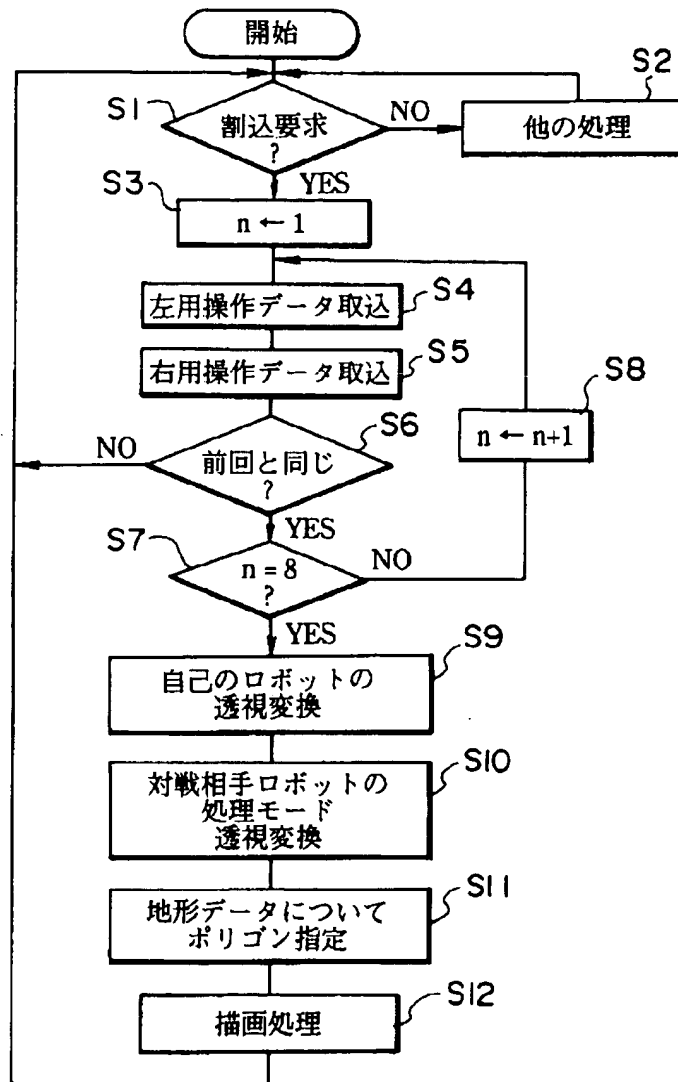 開始
S1
割込要求
?
NO
S2
他の処理
YES
S3
n ← 1
左用操作データ取込
S4
右用操作データ取込
S5
S8
n ← n+1
S6
前回と同じ
?
NO
YES
S7
n = 8
?
NO
YES
S9
自己のロボットの
透視変換
S10
対戦相手ロボットの
処理モード
透視変換
S11
地形データについて
ポリゴン指定
S12
描画処理